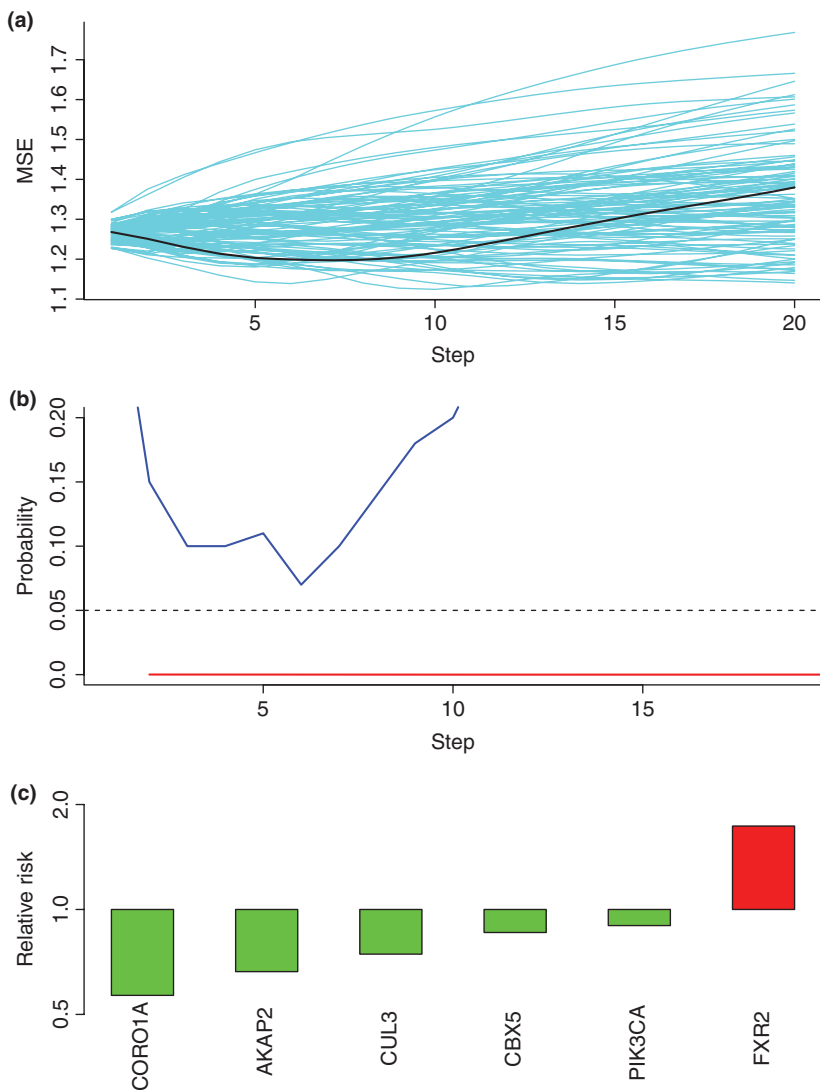 (a)
MSE
1.7
1.6
1.5
1.4
1.3
1.2
1.1
5
10
15
20
Step
(b)
Probability
0.20
0.15
0.10
0.05
0.0
5
10
15
Step
(c)
Relative risk
2.0
1.0
0.5
CORO1A
AKAP2
CUL3
CBX5
PIK3CA
FXR2